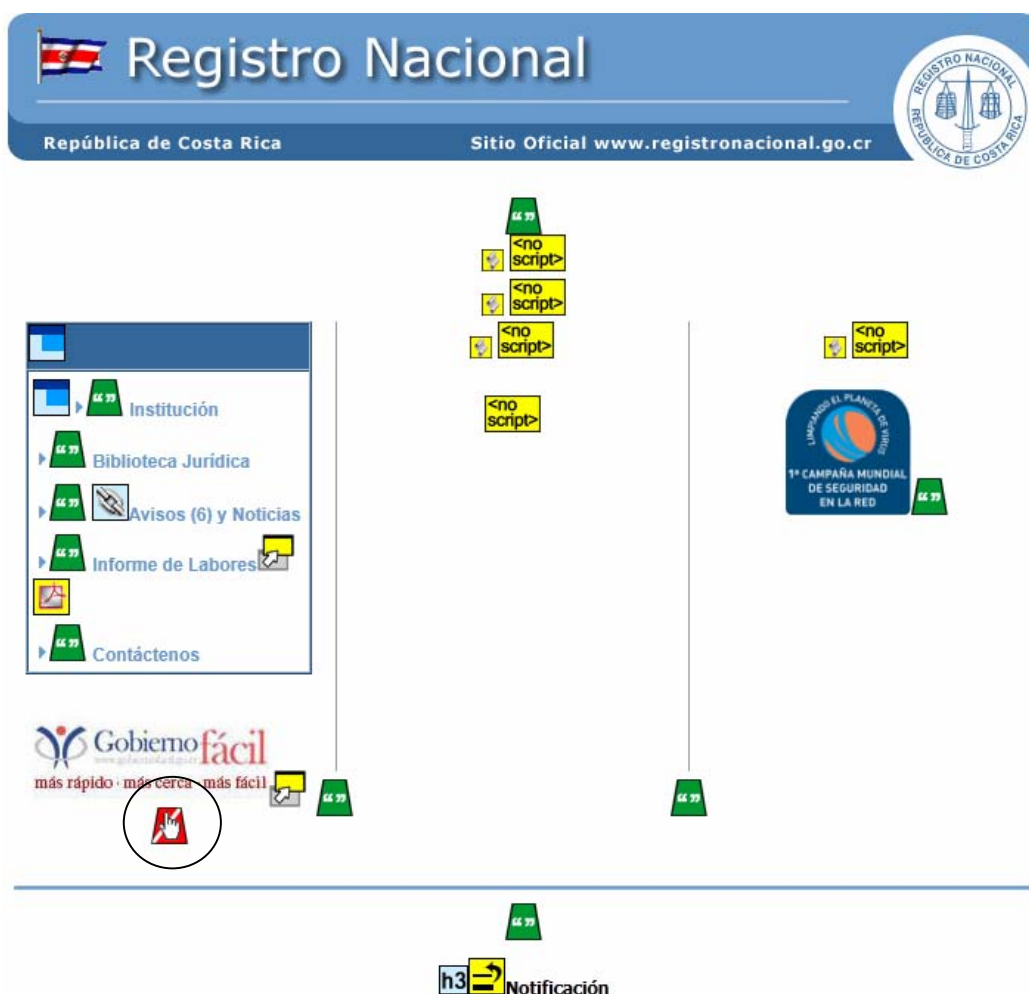 Registro Nacional
República de Costa Rica
Sitio Oficial www.registronacional.go.cr
REGISTRO NACIONAL
REPÚBLICA DE COSTA RICA
“ ”
<no script>
<no script>
<no script>
<no script>
<no script>
“ ” Institución
“ ” Biblioteca Jurídica
“ ” Avisos (6) y Noticias
“ ” Informe de Labores
“ ” Contáctenos
LIMPIANDO EL PLANETA DE VIRUS
1ª CAMPAÑA MUNDIAL
DE SEGURIDAD
EN LA RED
“ ”
Gobierno fácil
más rápido · más cerca · más fácil
“ ”
“ ”
“ ”
h3 Notificación